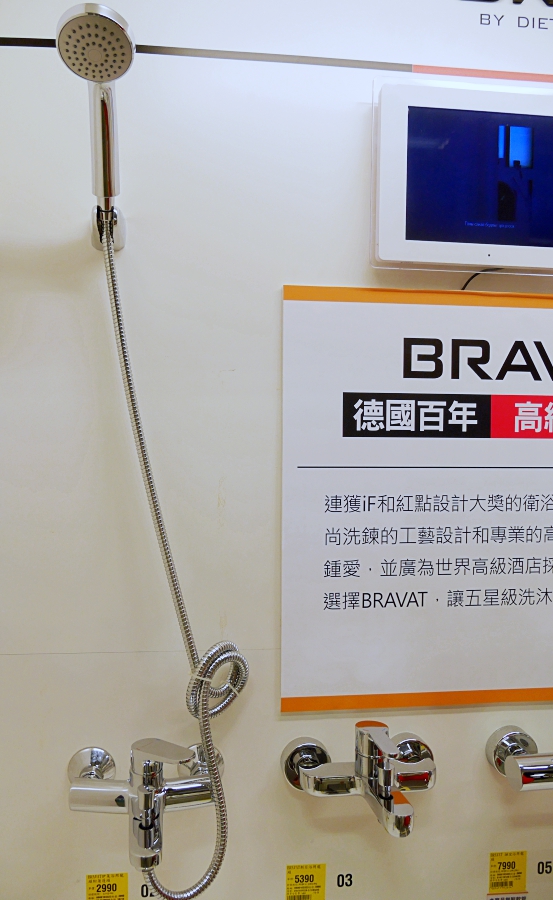 BY DIET
BRAV
德國百年 高級
連獲iF和紅點設計大獎的衛浴
尚洗鍊的工藝設計和專業的高
鍾愛，並廣為世界高級酒店採
選擇BRAVAT，讓五星級洗沐
2990
02
5390
03
7990
05